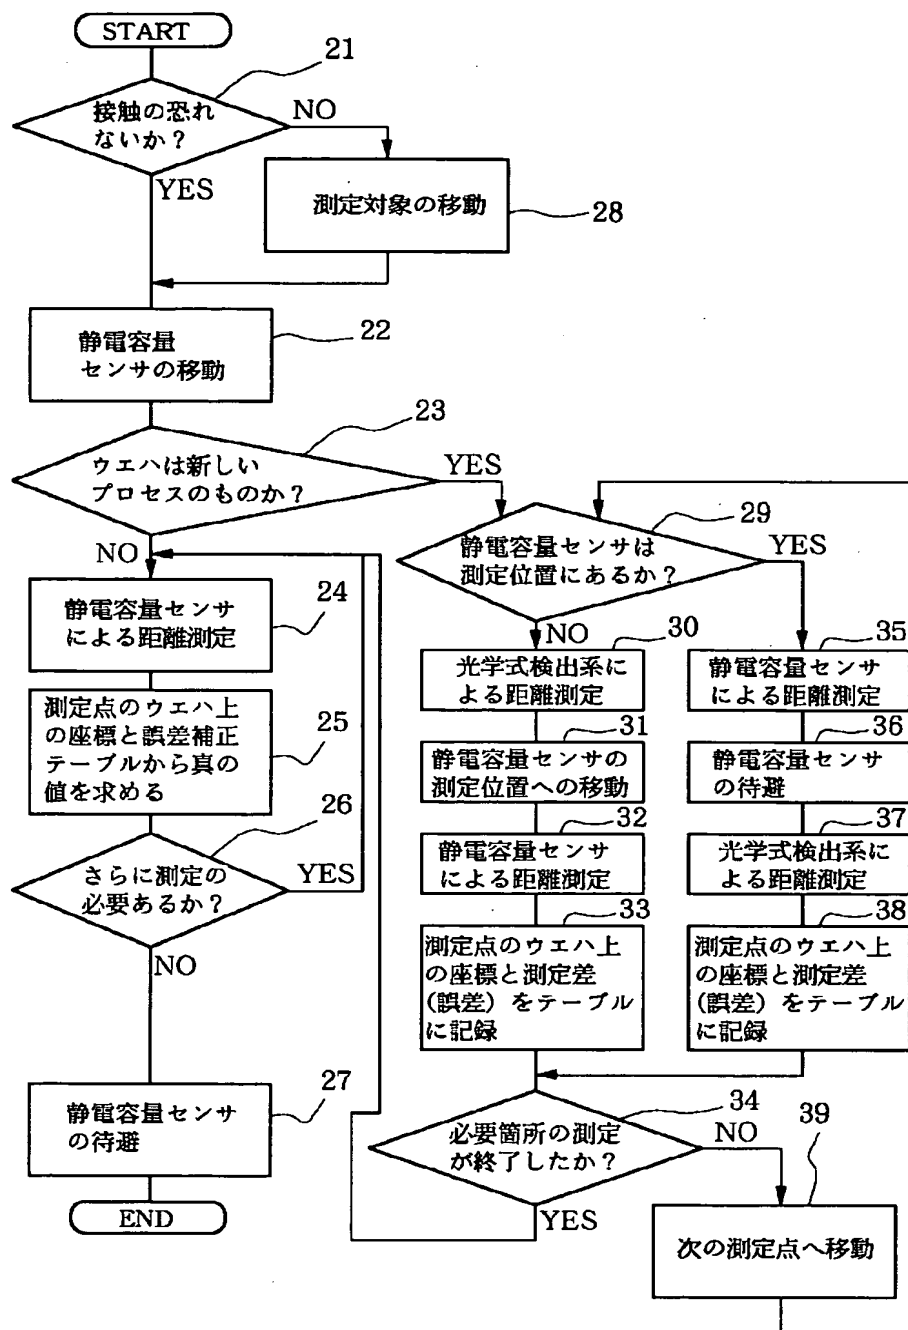 START
21
接触の恐れ
ないか？
NO
YES
測定対象の移動
28
静電容量
センサの移動
22
23
ウエハは新しい
プロセスのものか？
YES
NO
29
静電容量センサは
測定位置にあるか？
YES
NO
静電容量センサ
による距離測定
24
測定点のウエハ上
の座標と誤差補正
テーブルから真の
値を求める
25
26
さらに測定の
必要あるか？
YES
NO
静電容量センサ
の待避
27
END
30
光学式検出系に
よる距離測定
31
静電容量センサの
測定位置への移動
32
静電容量センサ
による距離測定
33
測定点のウエハ上
の座標と測定差
(誤差）をテーブル
に記録
35
静電容量センサ
による距離測定
36
静電容量センサ
の待避
37
光学式検出系に
よる距離測定
38
測定点のウエハ上
の座標と測定差
(誤差）をテーブル
に記録
34
必要箇所の測定
が終了したか？
NO
YES
39
次の測定点へ移動